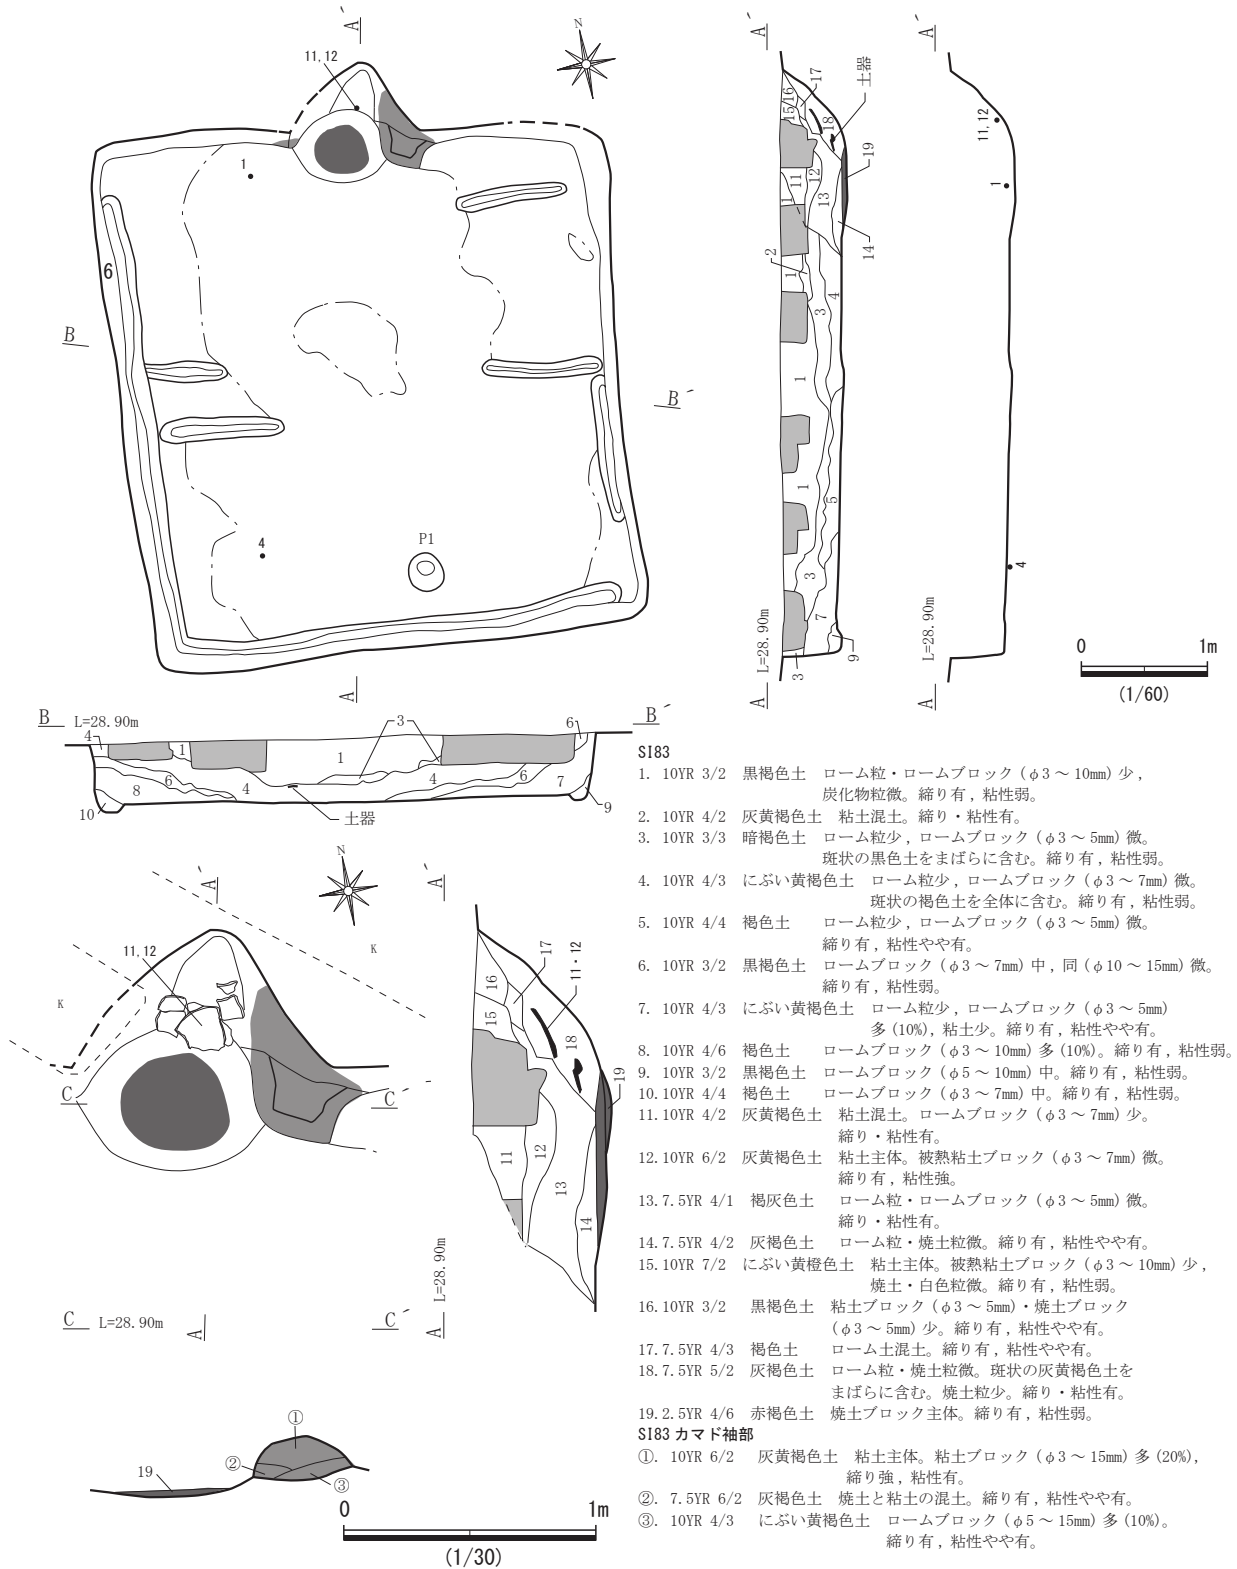 A A´ A´
N
11,12
土器
17
15 16
18
19
11,12
1
1
12
11
1
13
14
2
6
1
3
4
B
B´
1
1
5
4
4
P1
3
7
L=28.90m
L=28.90m
9
3
A
A
A
0 1m
(1/60)
B L=28.90m
3
6
B´
4
1
1
6
8
4
4
6
7
9
10
土器
SI83
1. 10YR 3/2 黒褐色土 ローム粒・ロームブロック (φ3～10mm) 少,
炭化物粒微。締り有, 粘性弱。
2. 10YR 4/2 灰黄褐色土 粘土混土。締り・粘性有。
3. 10YR 3/3 暗褐色土 ローム粒少, ロームブロック (φ3～5mm) 微。
斑状の黒色土をまばらに含む。締り有, 粘性弱。
4. 10YR 4/3 にぶい黄褐色土 ローム粒少, ロームブロック (φ3～7mm) 微。
斑状の褐色土を全体に含む。締り有, 粘性弱。
5. 10YR 4/4 褐色土 ローム粒少, ロームブロック (φ3～5mm) 微。
締り有, 粘性やや有。
6. 10YR 3/2 黒褐色土 ロームブロック (φ3～7mm) 中, 同 (φ10～15mm) 微。
締り有, 粘性弱。
7. 10YR 4/3 にぶい黄褐色土 ローム粒少, ロームブロック (φ3～5mm)
多 (10%), 粘土少。締り有, 粘性やや有。
8. 10YR 4/6 褐色土 ロームブロック (φ3～10mm) 多 (10%)。締り有, 粘性弱。
9. 10YR 3/2 黒褐色土 ロームブロック (φ5～10mm) 中。締り有, 粘性弱。
10. 10YR 4/4 褐色土 ロームブロック (φ3～7mm) 中。締り有, 粘性弱。
11. 10YR 4/2 灰黄褐色土 粘土混土。ロームブロック (φ3～7mm) 少。
締り・粘性有。
12. 10YR 6/2 灰黄褐色土 粘土主体。被熱粘土ブロック (φ3～7mm) 微。
締り有, 粘性強。
13. 7.5YR 4/1 褐灰色土 ローム粒・ロームブロック (φ3～5mm) 微。
締り・粘性有。
14. 7.5YR 4/2 灰褐色土 ローム粒・焼土粒微。締り有, 粘性やや有。
15. 10YR 7/2 にぶい黄橙色土 粘土主体。被熱粘土ブロック (φ3～10mm) 少,
焼土・白色粒微。締り有, 粘性弱。
16. 10YR 3/2 黒褐色土 粘土ブロック (φ3～5mm)・焼土ブロック
(φ3～5mm) 少。締り有, 粘性やや有。
17. 7.5YR 4/3 褐色土 ローム土混土。締り有, 粘性やや有。
18. 7.5YR 5/2 灰褐色土 ローム粒・焼土粒微。斑状の灰黄褐色土を
まばらに含む。焼土粒少。締り・粘性有。
19. 2.5YR 4/6 赤褐色土 焼土ブロック主体。締り有, 粘性弱。
SI83 カマド袖部
①. 10YR 6/2 灰黄褐色土 粘土主体。粘土ブロック (φ3～15mm) 多 (20%),
締り強, 粘性有。
②. 7.5YR 6/2 灰褐色土 焼土と粘土の混土。締り有, 粘性やや有。
③. 10YR 4/3 にぶい黄褐色土 ロームブロック (φ5～15mm) 多 (10%)。
締り有, 粘性やや有。
A´
N
A´
11,12
K
K
C
C´
16
17
11・12
15
18
19
12
11
13
14
L=28.90m
A
C L=28.90m
A
C´
①
②
③
19
0 1m
(1/30)